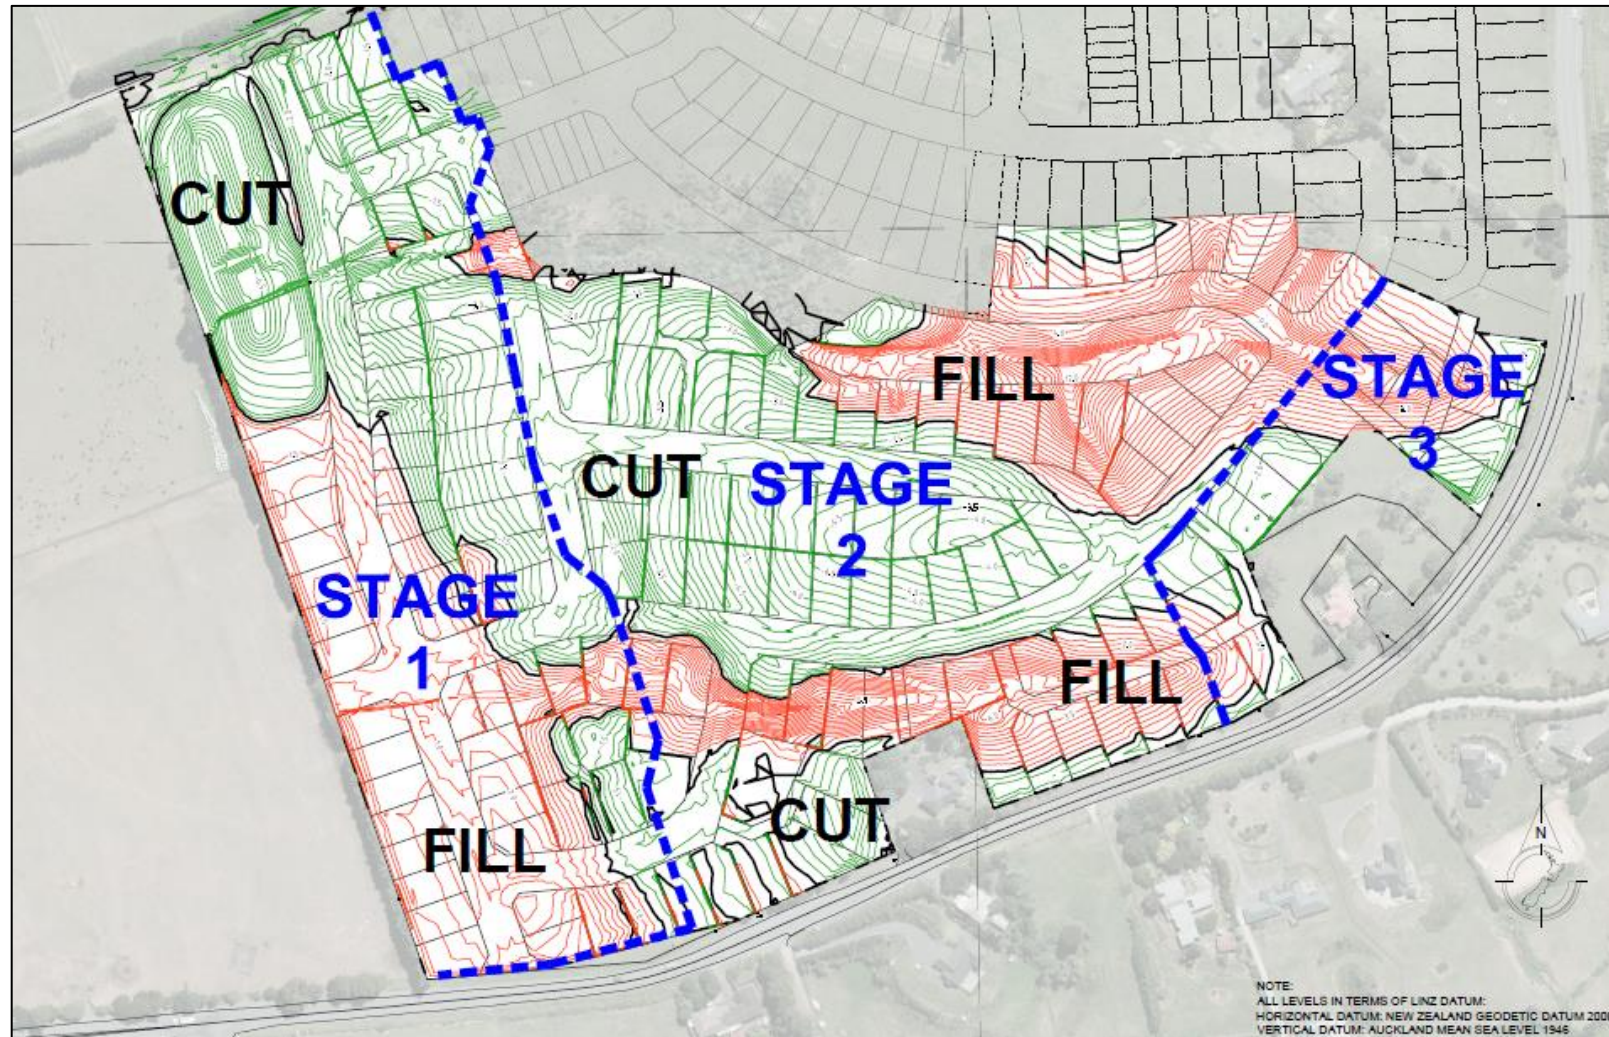 CUT
FILL
STAGE
3
CUT
STAGE
2
STAGE
1
FILL
CUT
FILL
N
NOTE:
ALL LEVELS IN TERMS OF LINZ DATUM:
HORIZONTAL DATUM: NEW ZEALAND GEODETIC DATUM 2000
VERTICAL DATUM: AUCKLAND MEAN SEA LEVEL 1946